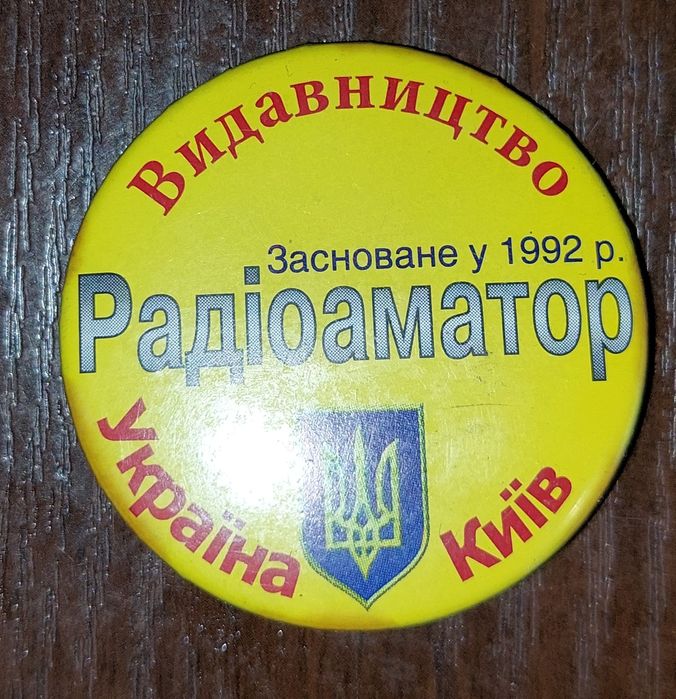 Видавництво
Засноване у 1992 р.
Радіоаматор
Україна
Київ